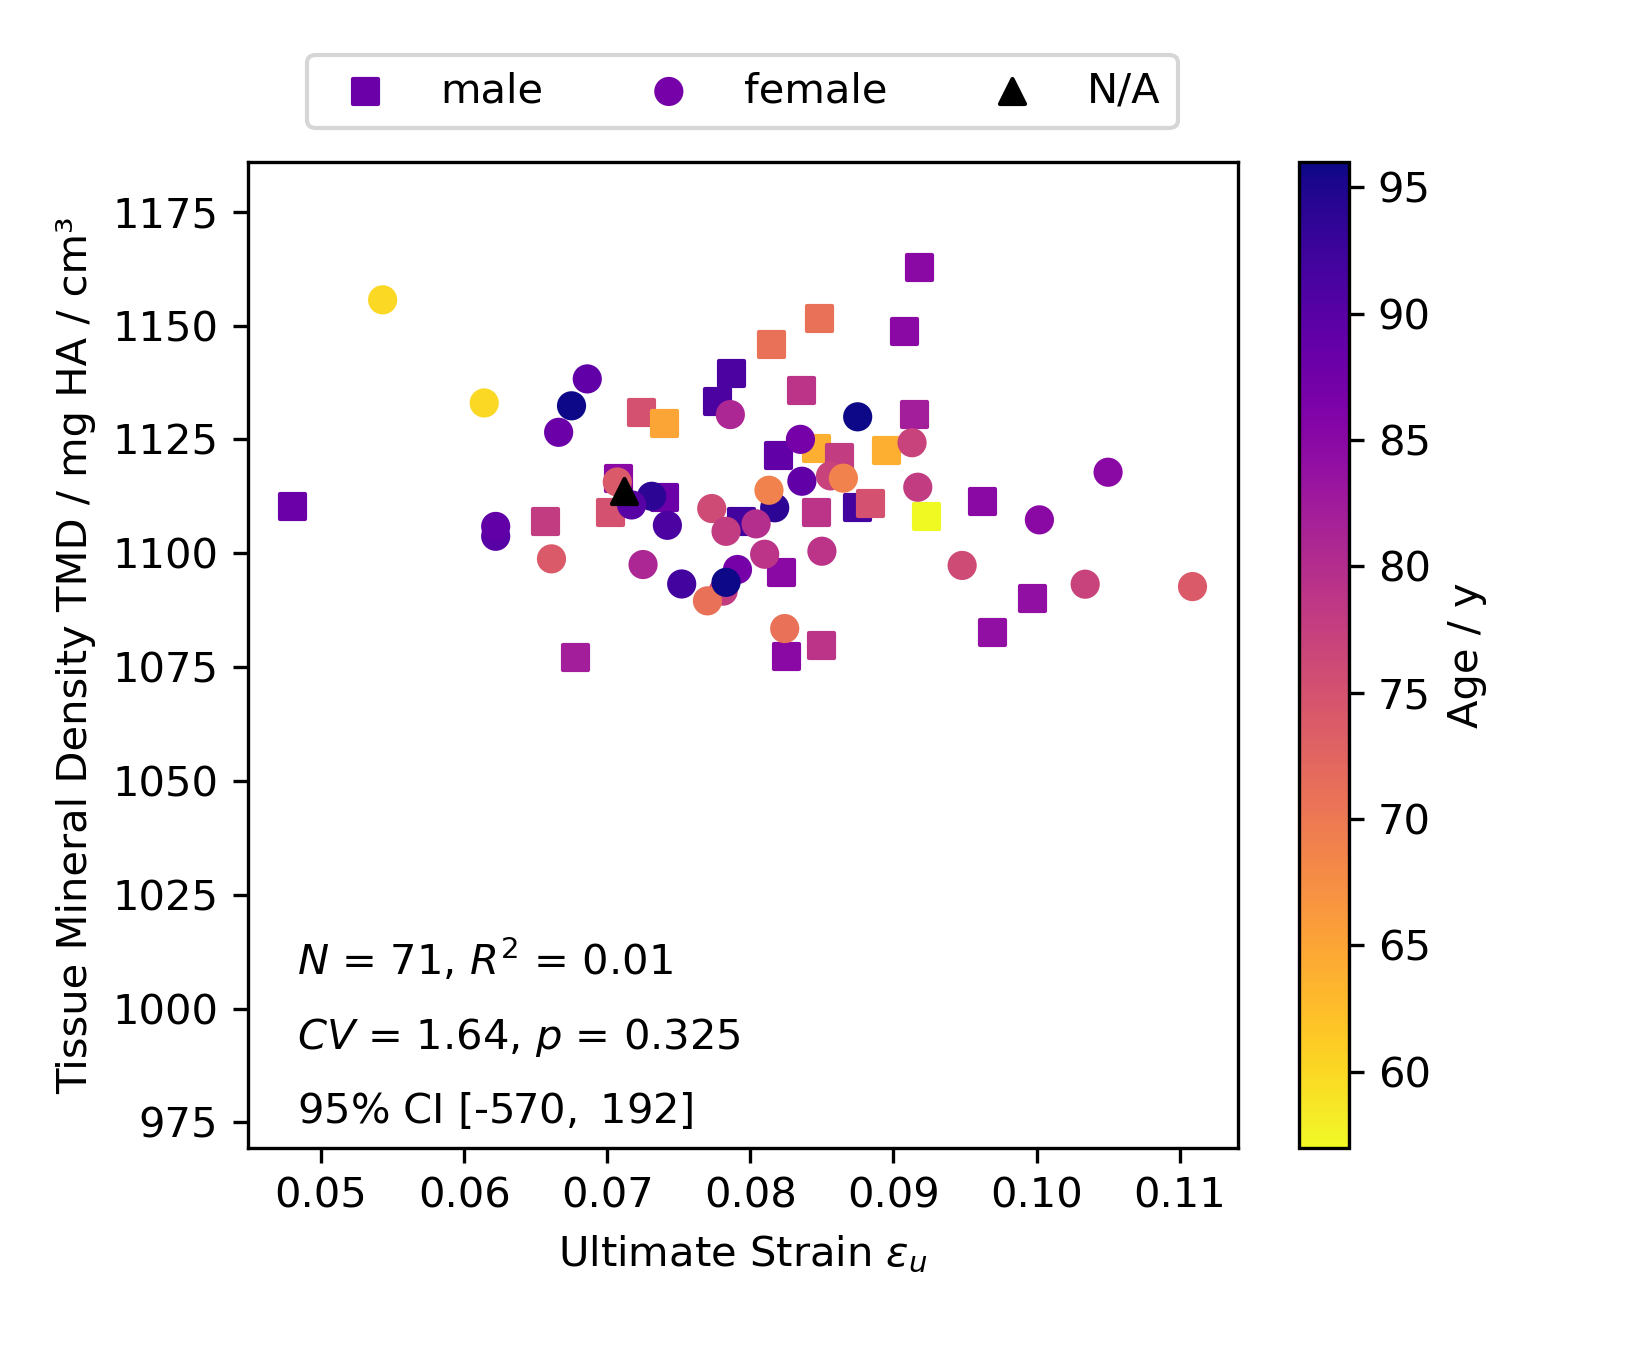 male female N/A
Tissue Mineral Density TMD / mg HA / cm³
1175
1150
1125
1100
1075
1050
1025
1000
975
N = 71, R² = 0.01
CV = 1.64, p = 0.325
95% CI [-570, 192]
0.05 0.06 0.07 0.08 0.09 0.10 0.11
Ultimate Strain εᵤ
95
90
85
80
75
70
65
60
Age / y